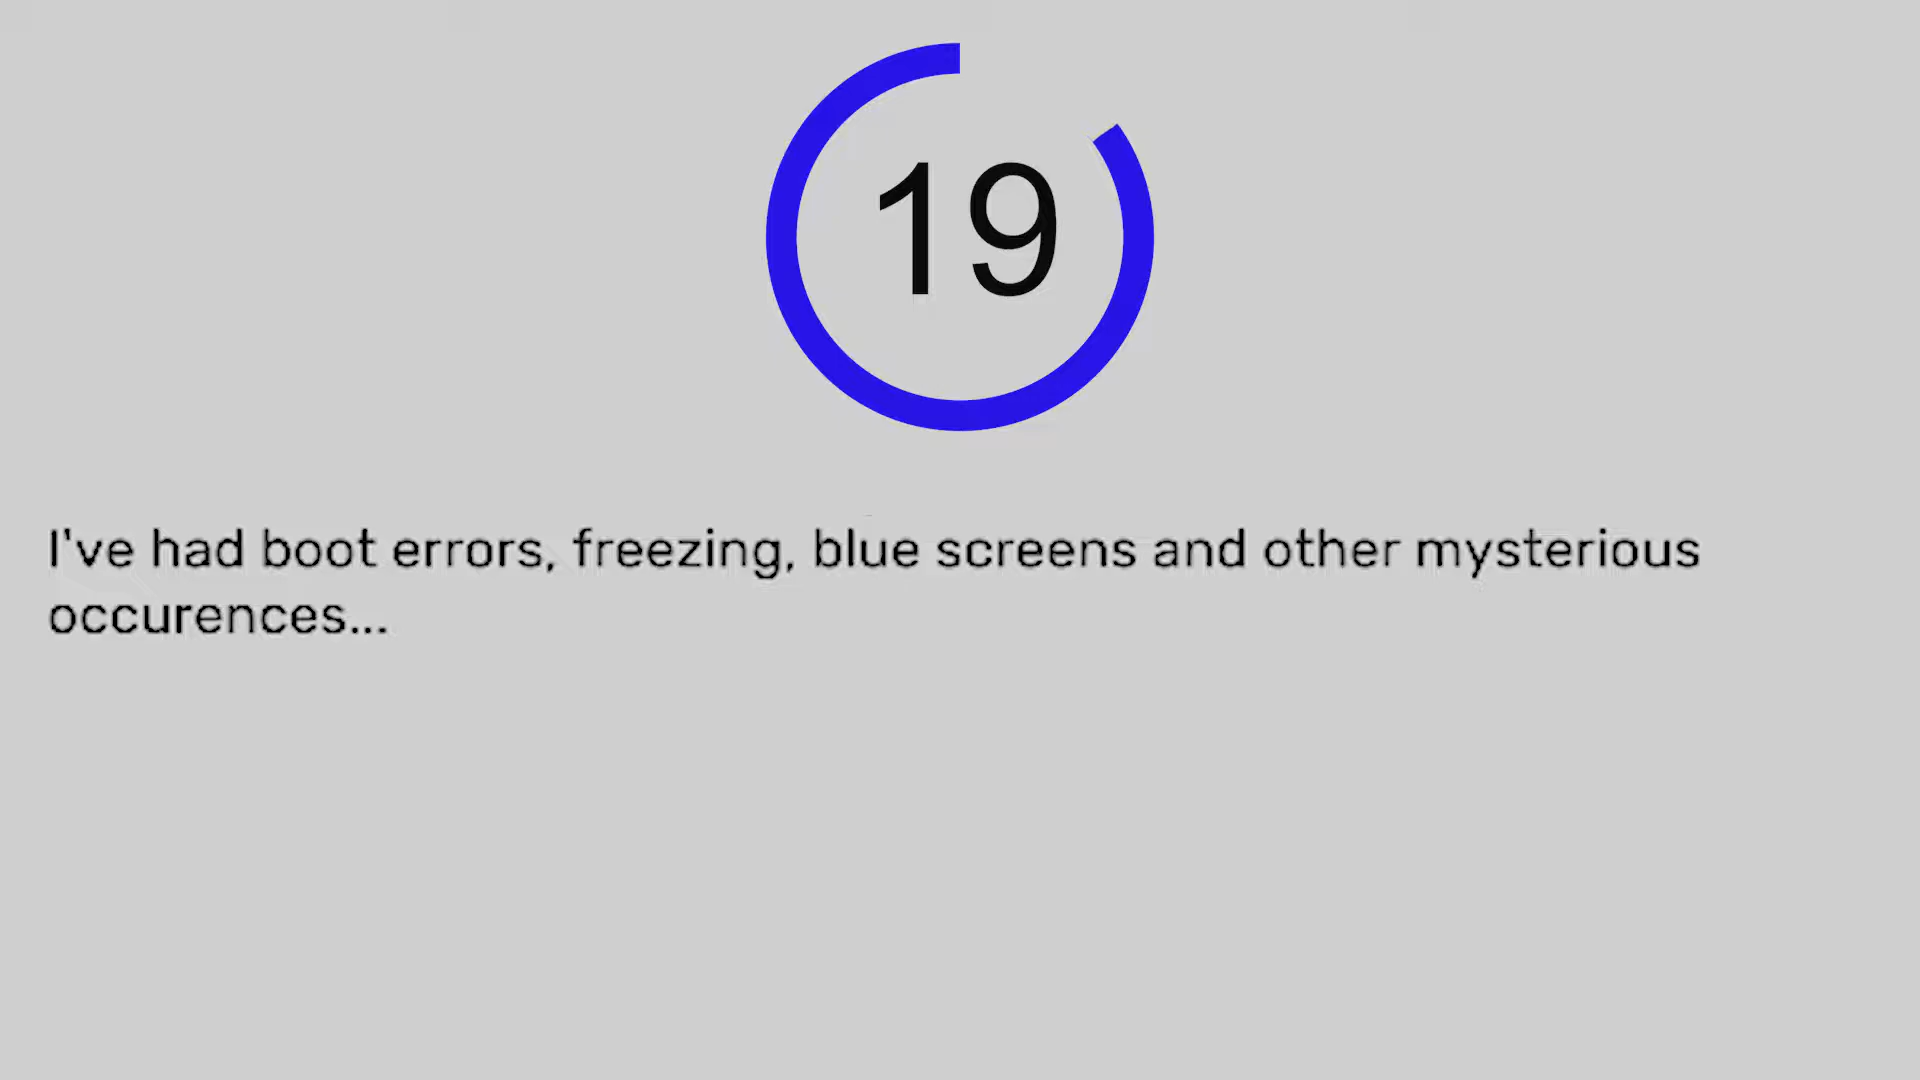 19
I've had boot errors, freezing, blue screens and other mysterious
occurences...